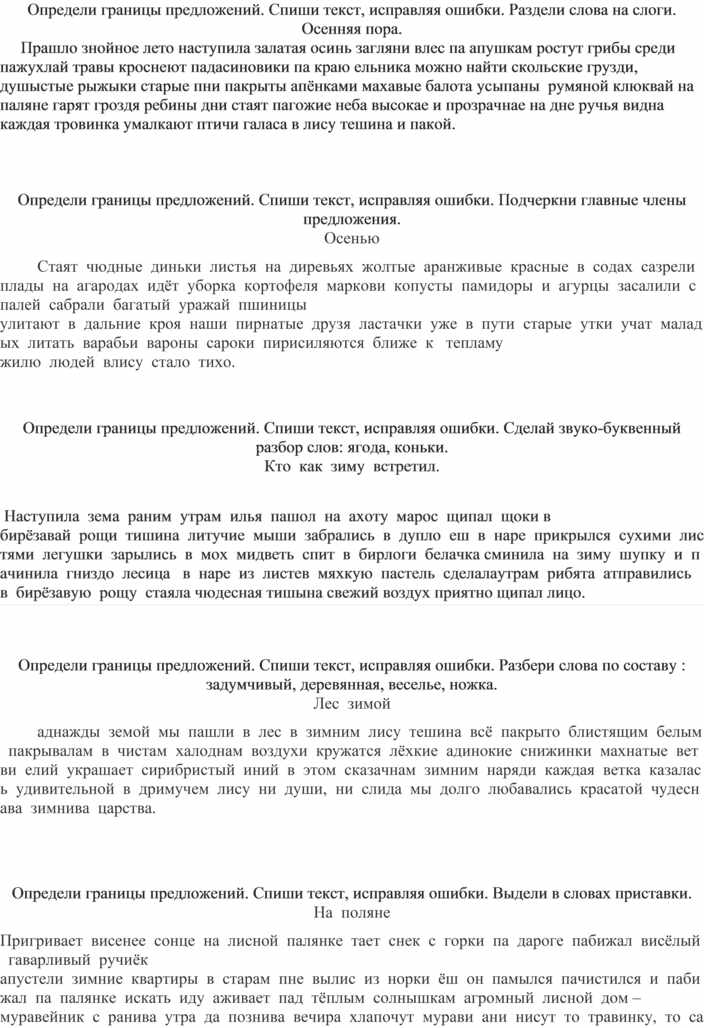 Определи границы предложений. Спиши текст, исправляя ошибки. Раздели слова на слоги.
Осенняя пора.
Прашло знойное лето наступила залатая осинь загляни влес па апушкам ростут грибы среди
пажухлай травы кроснеют падасиновики па краю ельника можно найти скольские грузди,
душыстые рыжыки старые пни пакрыты апёнками махавые балота усыпаны румяной клюквай на
паляне гарят гроздя ребины дни стаят пагожие неба высокае и прозрачнае на дне ручья видна
каждая тровинка умалкают птичи галаса в лису тешина и пакой.
Определи границы предложений. Спиши текст, исправляя ошибки. Подчеркни главные члены
предложения.
Осенью
Стаят чюдные диньки листья на диревьях жолтые аранживые красные в содах сазрели
плады на агародах идёт уборка кортофеля маркови копусты памидоры и агурцы засалили с
палей сабрали багатый уражай пшиницы
улитают в дальние кроя наши пирнатые друзя ластачки уже в пути старые утки учат малад
ых литать варабьи вароны сароки пирисиляются ближе к тепламу
жилю людей влису стало тихо.
Определи границы предложений. Спиши текст, исправляя ошибки. Сделай звуко-буквенный
разбор слов: ягода, коньки.
Кто как зиму встретил.
Наступила зема раним утрам илья пашол на ахоту марос щипал щоки в
бирёзавай рощи тишина литучие мыши забрались в дупло еш в наре прикрылся сухими лис
тями легушки зарылись в мох мидветь спит в бирлоги белачка сминила на зиму шупку и п
ачинила гниздо лесица в наре из листев мяхкую пастель сделалаутрам рибята атправились
в бирёзавую рощу стаяла чюдесная тишына свежий воздух приятно щипал лицо.
Определи границы предложений. Спиши текст, исправляя ошибки. Разбери слова по составу :
задумчивый, деревянная, веселье, ножка.
Лес зимой
аднажды земой мы пашли в лес в зимним лису тешина всё пакрыто блистящим белым
пакрывалам в чистам халоднам воздухи кружатся лёхкие адинокие снижинки махнатые вет
ви елий украшает сирибристый иний в этом сказачнам зимним наряди каждая ветка казалас
ь удивительной в дримучем лису ни души, ни слида мы долго любавались красатой чудесн
ава зимнива царства.
Определи границы предложений. Спиши текст, исправляя ошибки. Выдели в словах приставки.
На поляне
Пригривает висенее сонце на лисной палянке тает снек с горки па дароге пабижал висёлый
гаварливый ручиёк
апустели зимние квартиры в старам пне вылис из норки ёш он памылся пачистился и паби
жал па палянке искать иду аживает пад тёплым солнышкам агромный лисной дом –
муравейник с ранива утра да познива вечира хлапочут мурави ани нисут то травинку, то са